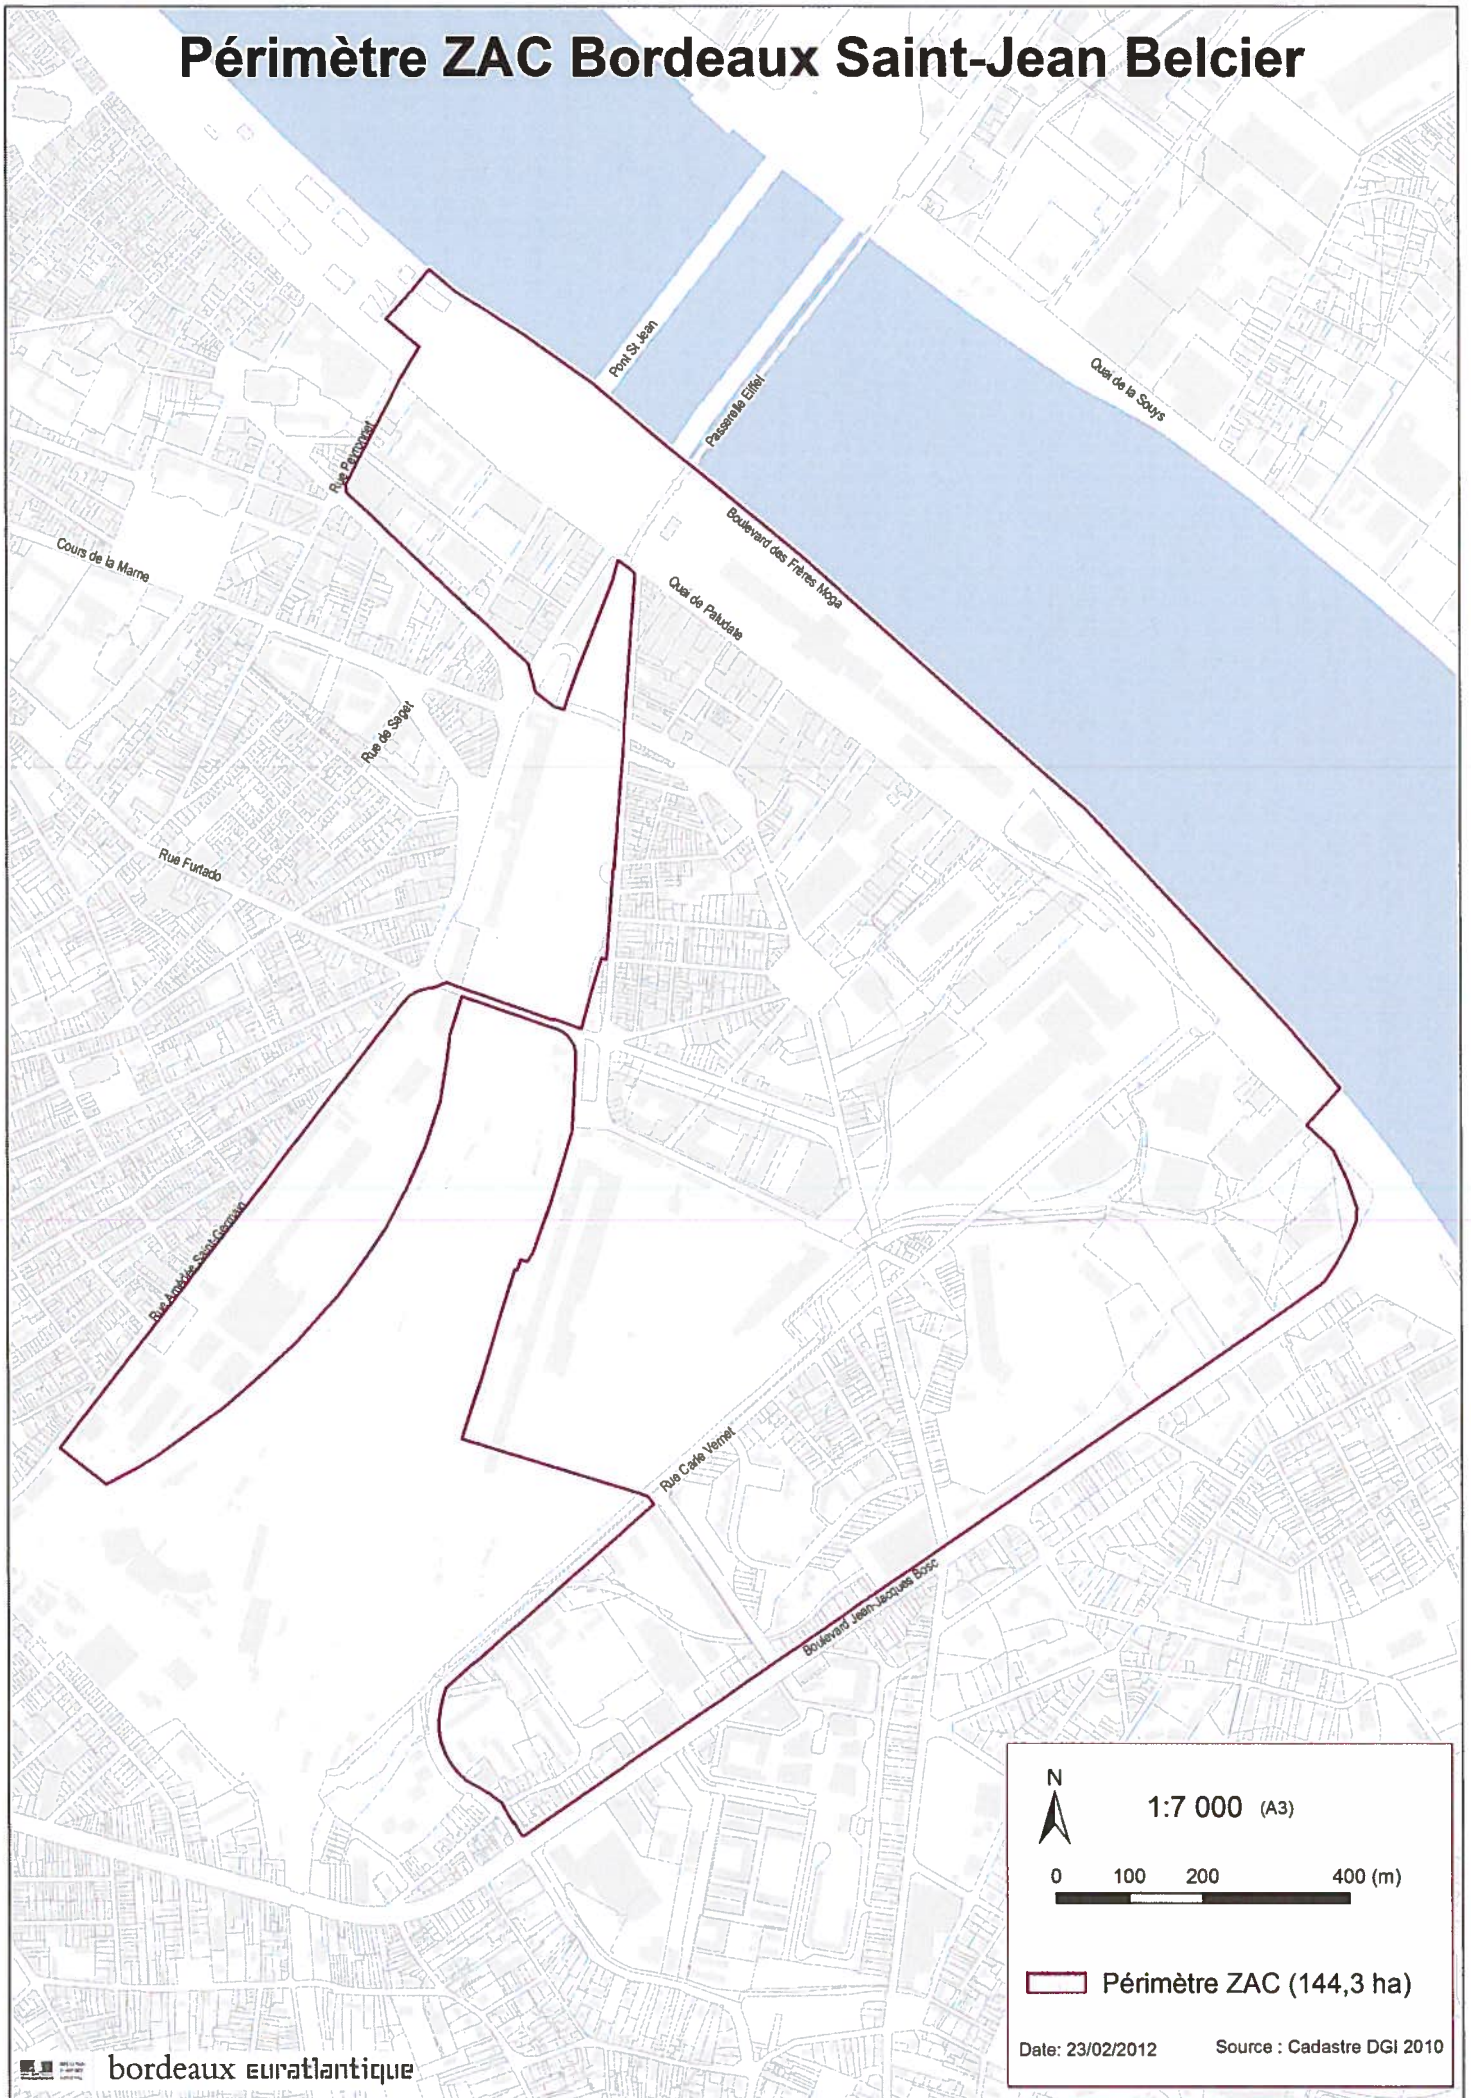 Périmètre ZAC Bordeaux Saint-Jean Belcier
Pont St Jean
Passerelle Eiffel
Quai de la Souys
Rue Peyronnet
Cours de la Marne
Boulevard des Frères Moga
Quai de Paludate
Rue de Saget
Rue Furtado
Rue Amédée Saint-Germain
Rue Carle Vernet
Boulevard Jean-Jacques Bosc
N
1:7 000 (A3)
0 100 200 400 (m)
Périmètre ZAC (144,3 ha)
Date: 23/02/2012 Source : Cadastre DGI 2010
bordeaux euratlantique